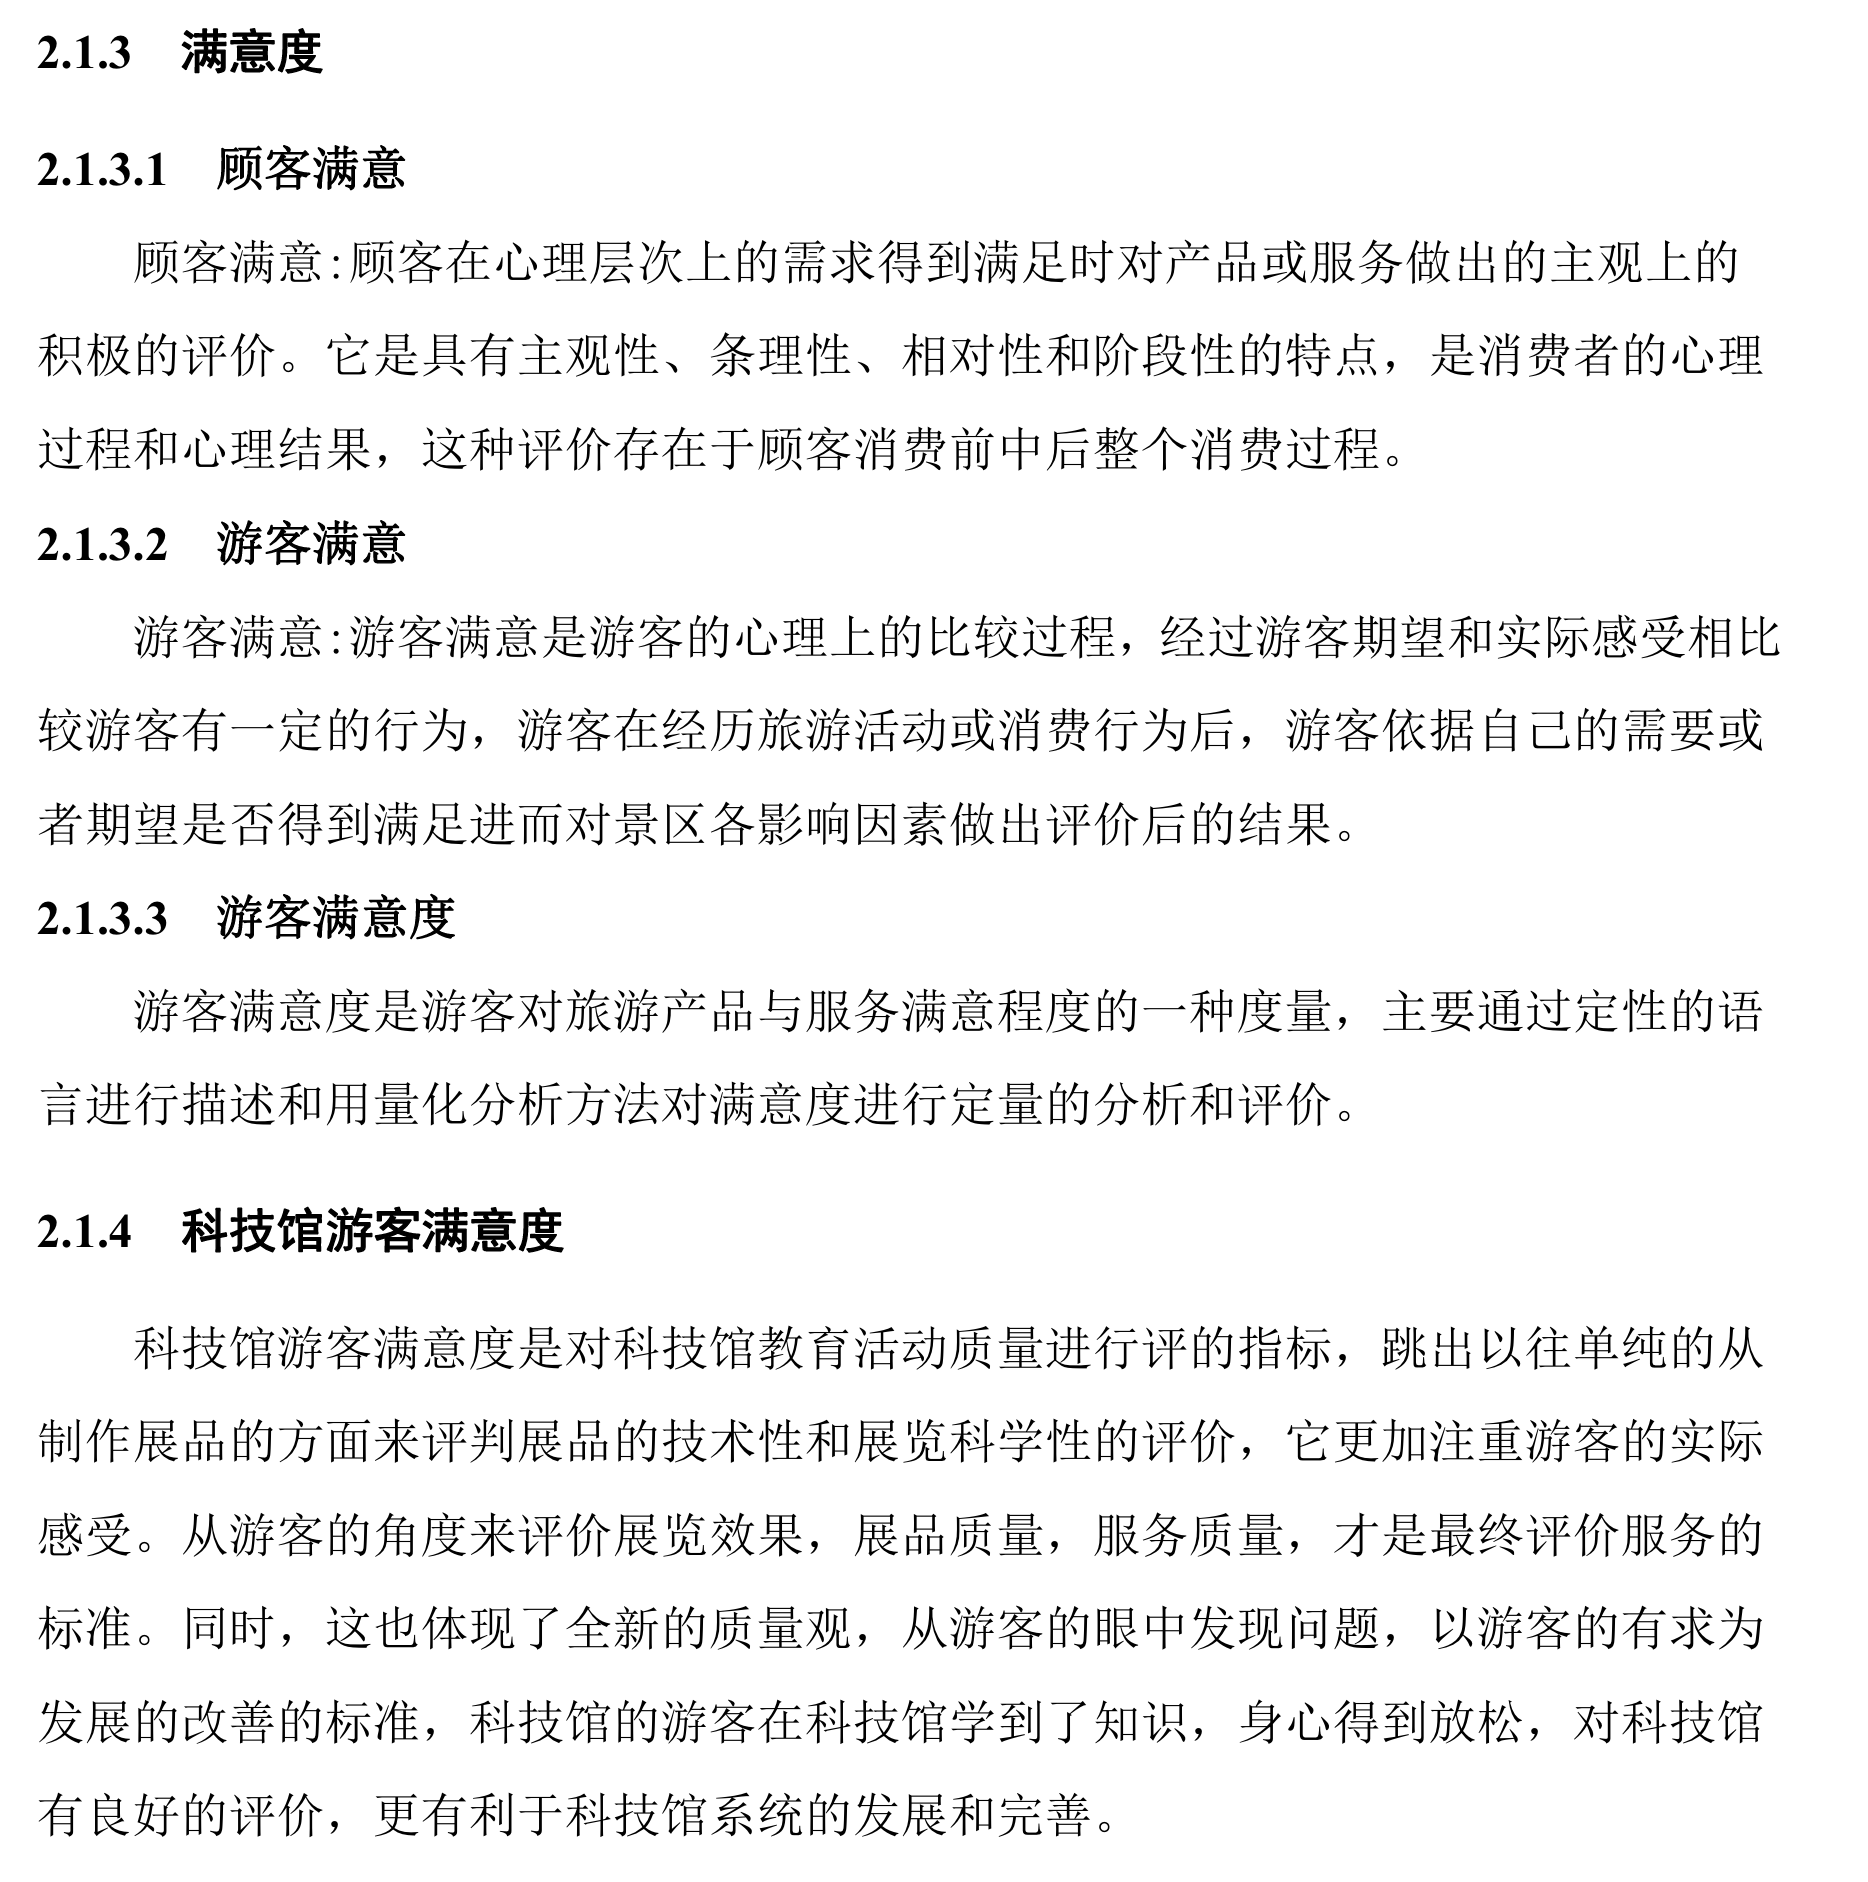 2.1.3 满意度
2.1.3.1 顾客满意
顾客满意:顾客在心理层次上的需求得到满足时对产品或服务做出的主观上的
积极的评价。它是具有主观性、条理性、相对性和阶段性的特点，是消费者的心理
过程和心理结果，这种评价存在于顾客消费前中后整个消费过程。
2.1.3.2 游客满意
游客满意:游客满意是游客的心理上的比较过程，经过游客期望和实际感受相比
较游客有一定的行为，游客在经历旅游活动或消费行为后，游客依据自己的需要或
者期望是否得到满足进而对景区各影响因素做出评价后的结果。
2.1.3.3 游客满意度
游客满意度是游客对旅游产品与服务满意程度的一种度量，主要通过定性的语
言进行描述和用量化分析方法对满意度进行定量的分析和评价。
2.1.4 科技馆游客满意度
科技馆游客满意度是对科技馆教育活动质量进行评的指标，跳出以往单纯的从
制作展品的方面来评判展品的技术性和展览科学性的评价，它更加注重游客的实际
感受。从游客的角度来评价展览效果，展品质量，服务质量，才是最终评价服务的
标准。同时，这也体现了全新的质量观，从游客的眼中发现问题，以游客的有求为
发展的改善的标准，科技馆的游客在科技馆学到了知识，身心得到放松，对科技馆
有良好的评价，更有利于科技馆系统的发展和完善。